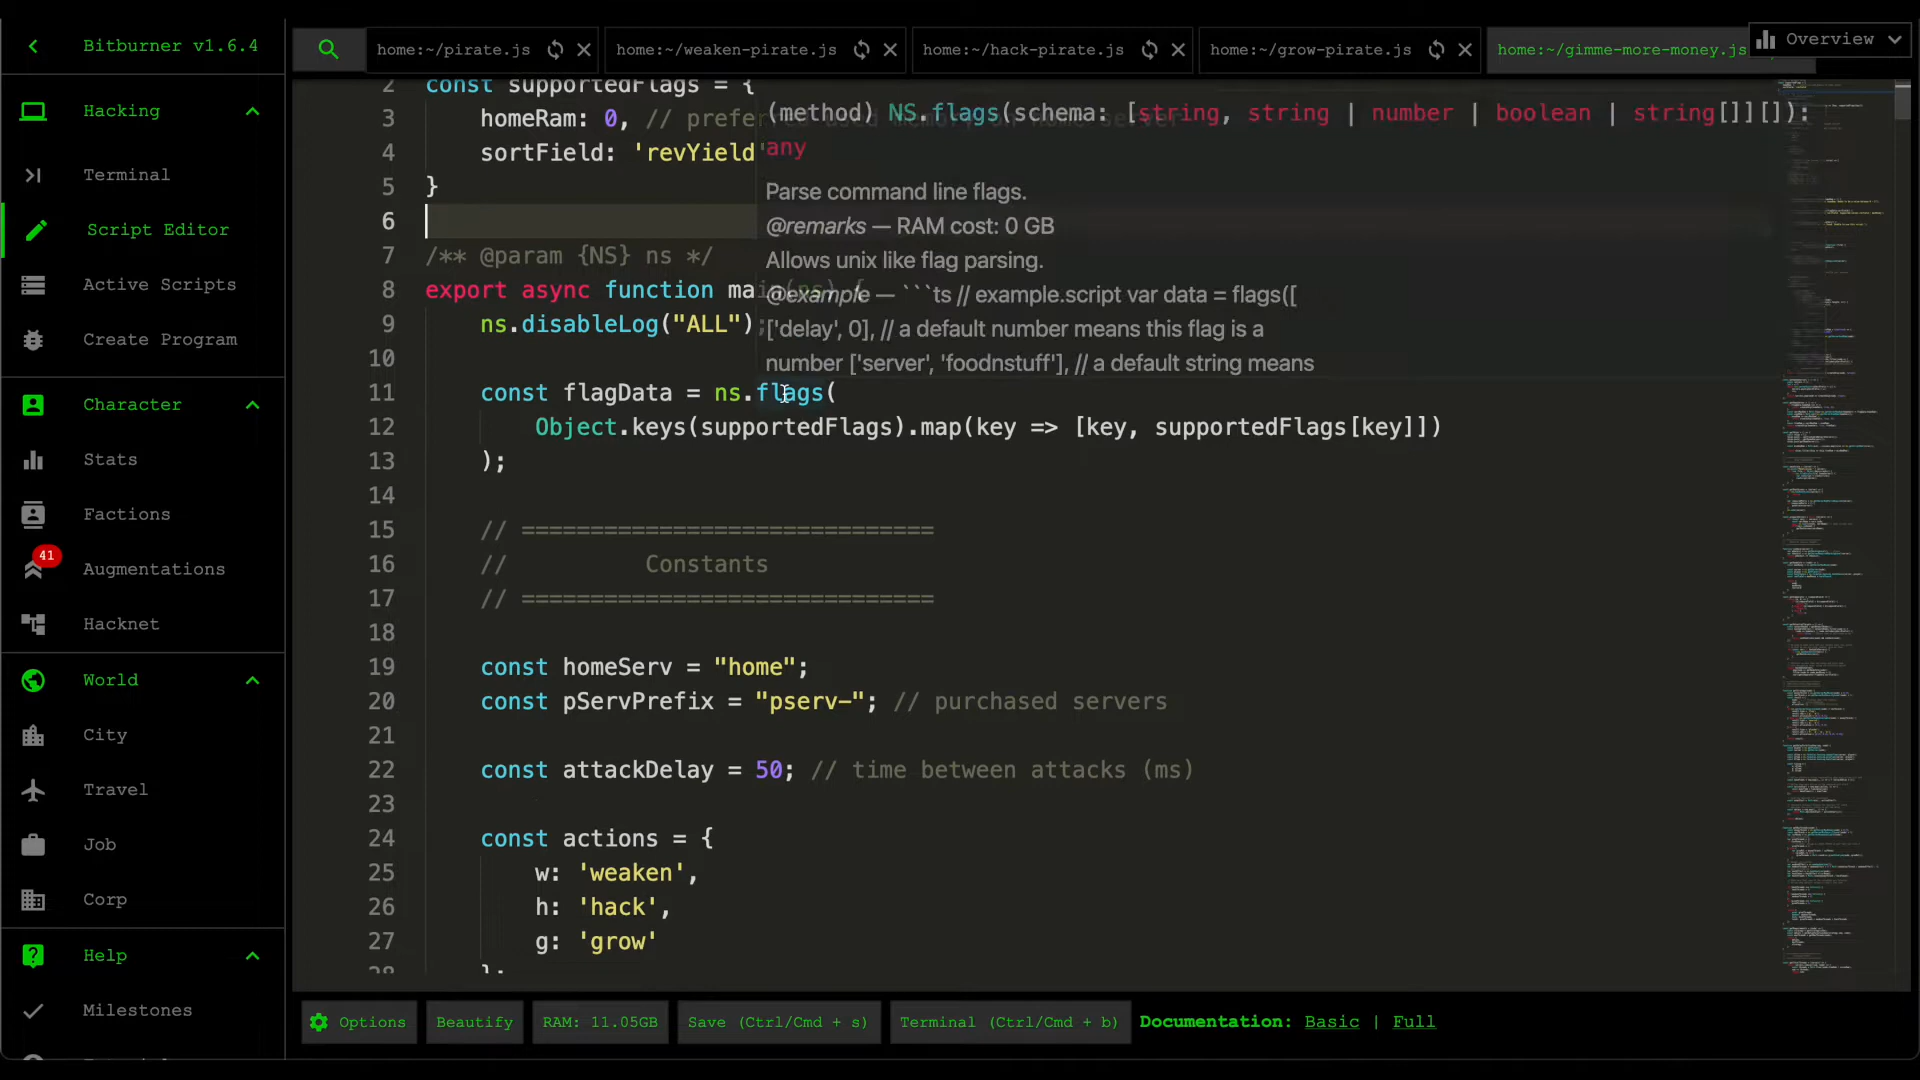 Bitburner v1.6.4
Hacking
Terminal
Script Editor
Active Scripts
Create Program
Character
Stats
Factions
41
Augmentations
Hacknet
World
City
Travel
Job
Corp
Help
Milestones
home:~/pirate.js
home:~/weaken-pirate.js
home:~/hack-pirate.js
home:~/grow-pirate.js
home:~/gimme-more-money.js
Overview
2 const supportedFlags = {
3 homeRam: 0, // prefe
4 sortField: 'revYield'
5 }
6
7 /** @param {NS} ns */
8 export async function main(ns) {
9 ns.disableLog("ALL");
10
11 const flagData = ns.flags(
12 Object.keys(supportedFlags).map(key => [key, supportedFlags[key]])
13 );
14
15 // ==============================
16 // Constants
17 // ==============================
18
19 const homeServ = "home";
20 const pServPrefix = "pserv-"; // purchased servers
21
22 const attackDelay = 50; // time between attacks (ms)
23
24 const actions = {
25 w: 'weaken',
26 h: 'hack',
27 g: 'grow'
28 };
(method) NS.flags(schema: [string, string | number | boolean | string[]][]):
any
Parse command line flags.
@remarks — RAM cost: 0 GB
Allows unix like flag parsing.
@example — ```ts // example.script var data = flags([
['delay', 0], // a default number means this flag is a
number ['server', 'foodnstuff'], // a default string means
Options
Beautify
RAM: 11.05GB
Save (Ctrl/Cmd + s)
Terminal (Ctrl/Cmd + b)
Documentation: Basic | Full